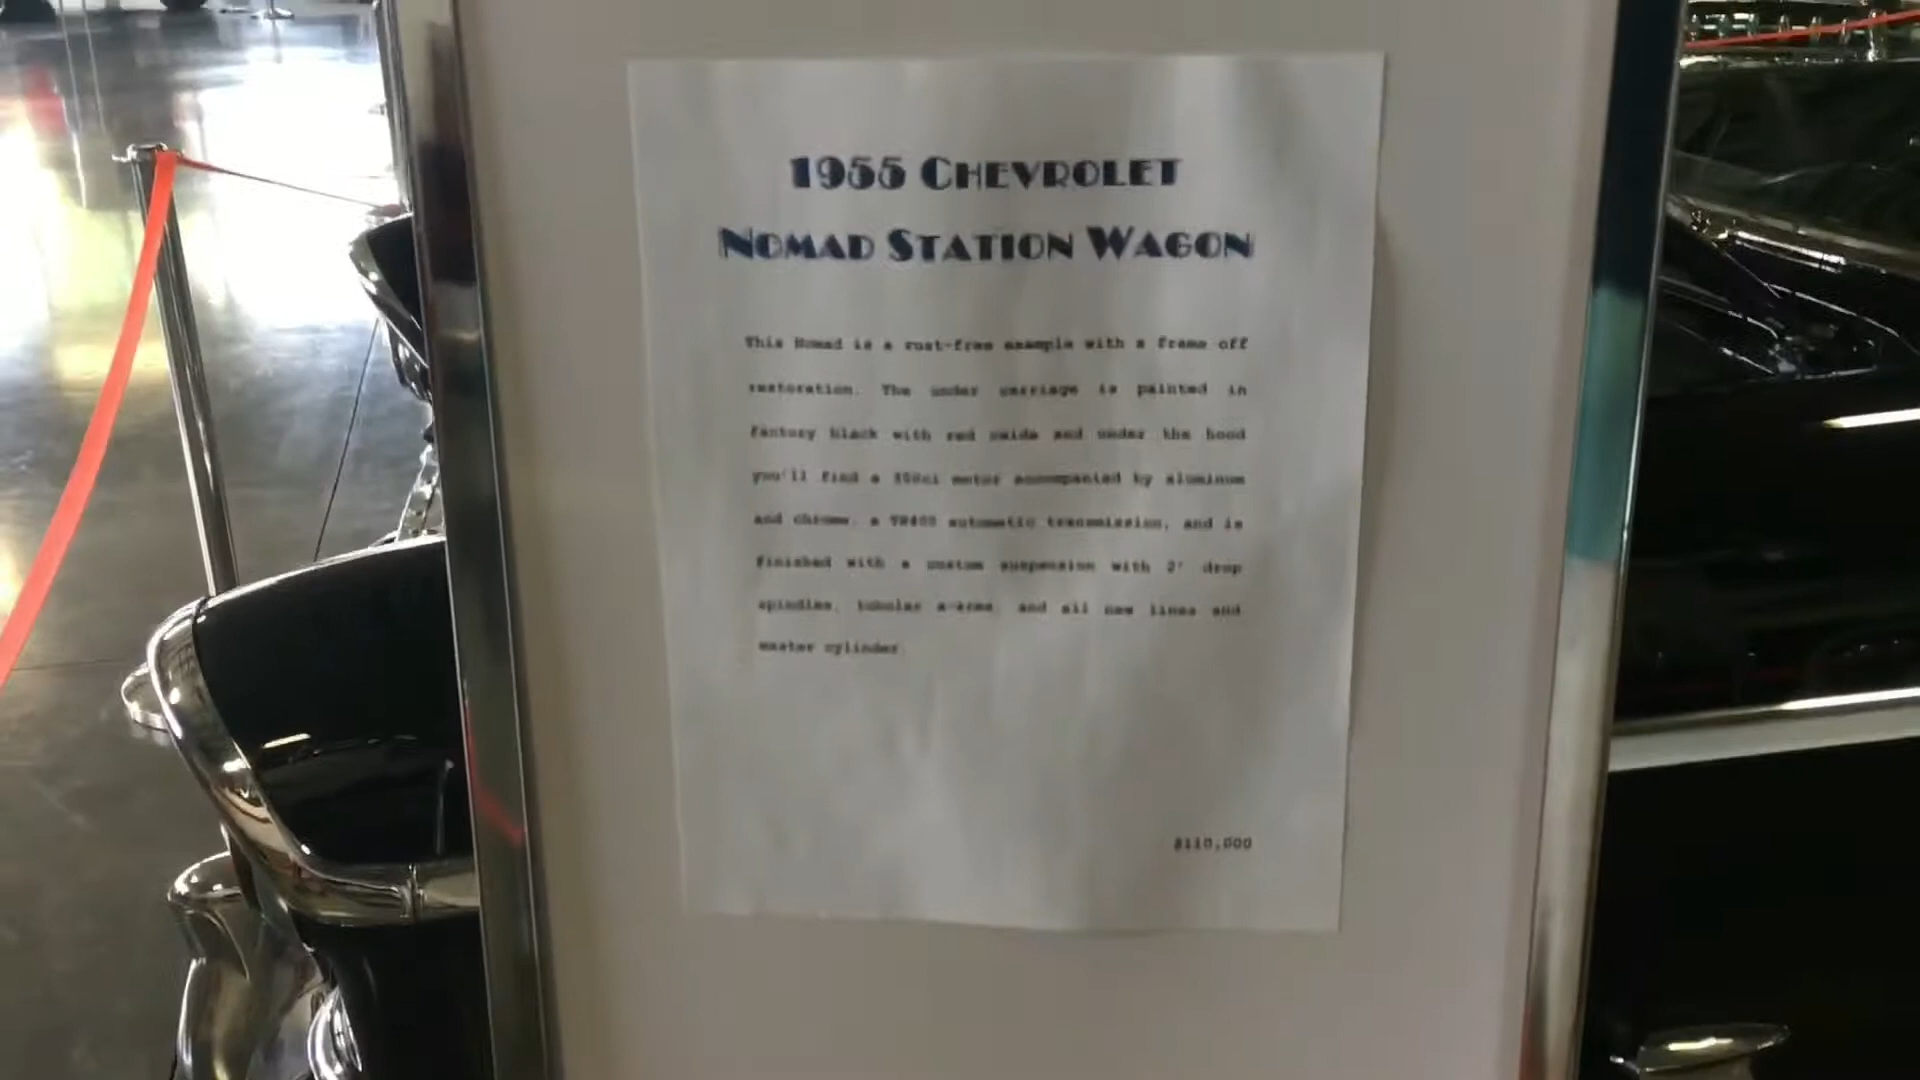 1955 CHEVROLET
NOMAD STATION WAGON
This Nomad is a rust-free example with a frame off
restoration. The under carriage is painted in
factory black with red oxide and under the hood
you'll find a motor accompanied by aluminum
and chrome, a TH400 automatic transmission, and is
finished with a custom suspension with 2" drop
spindles, tubular a-arms, and all new lines and
master cylinder.
$110,000